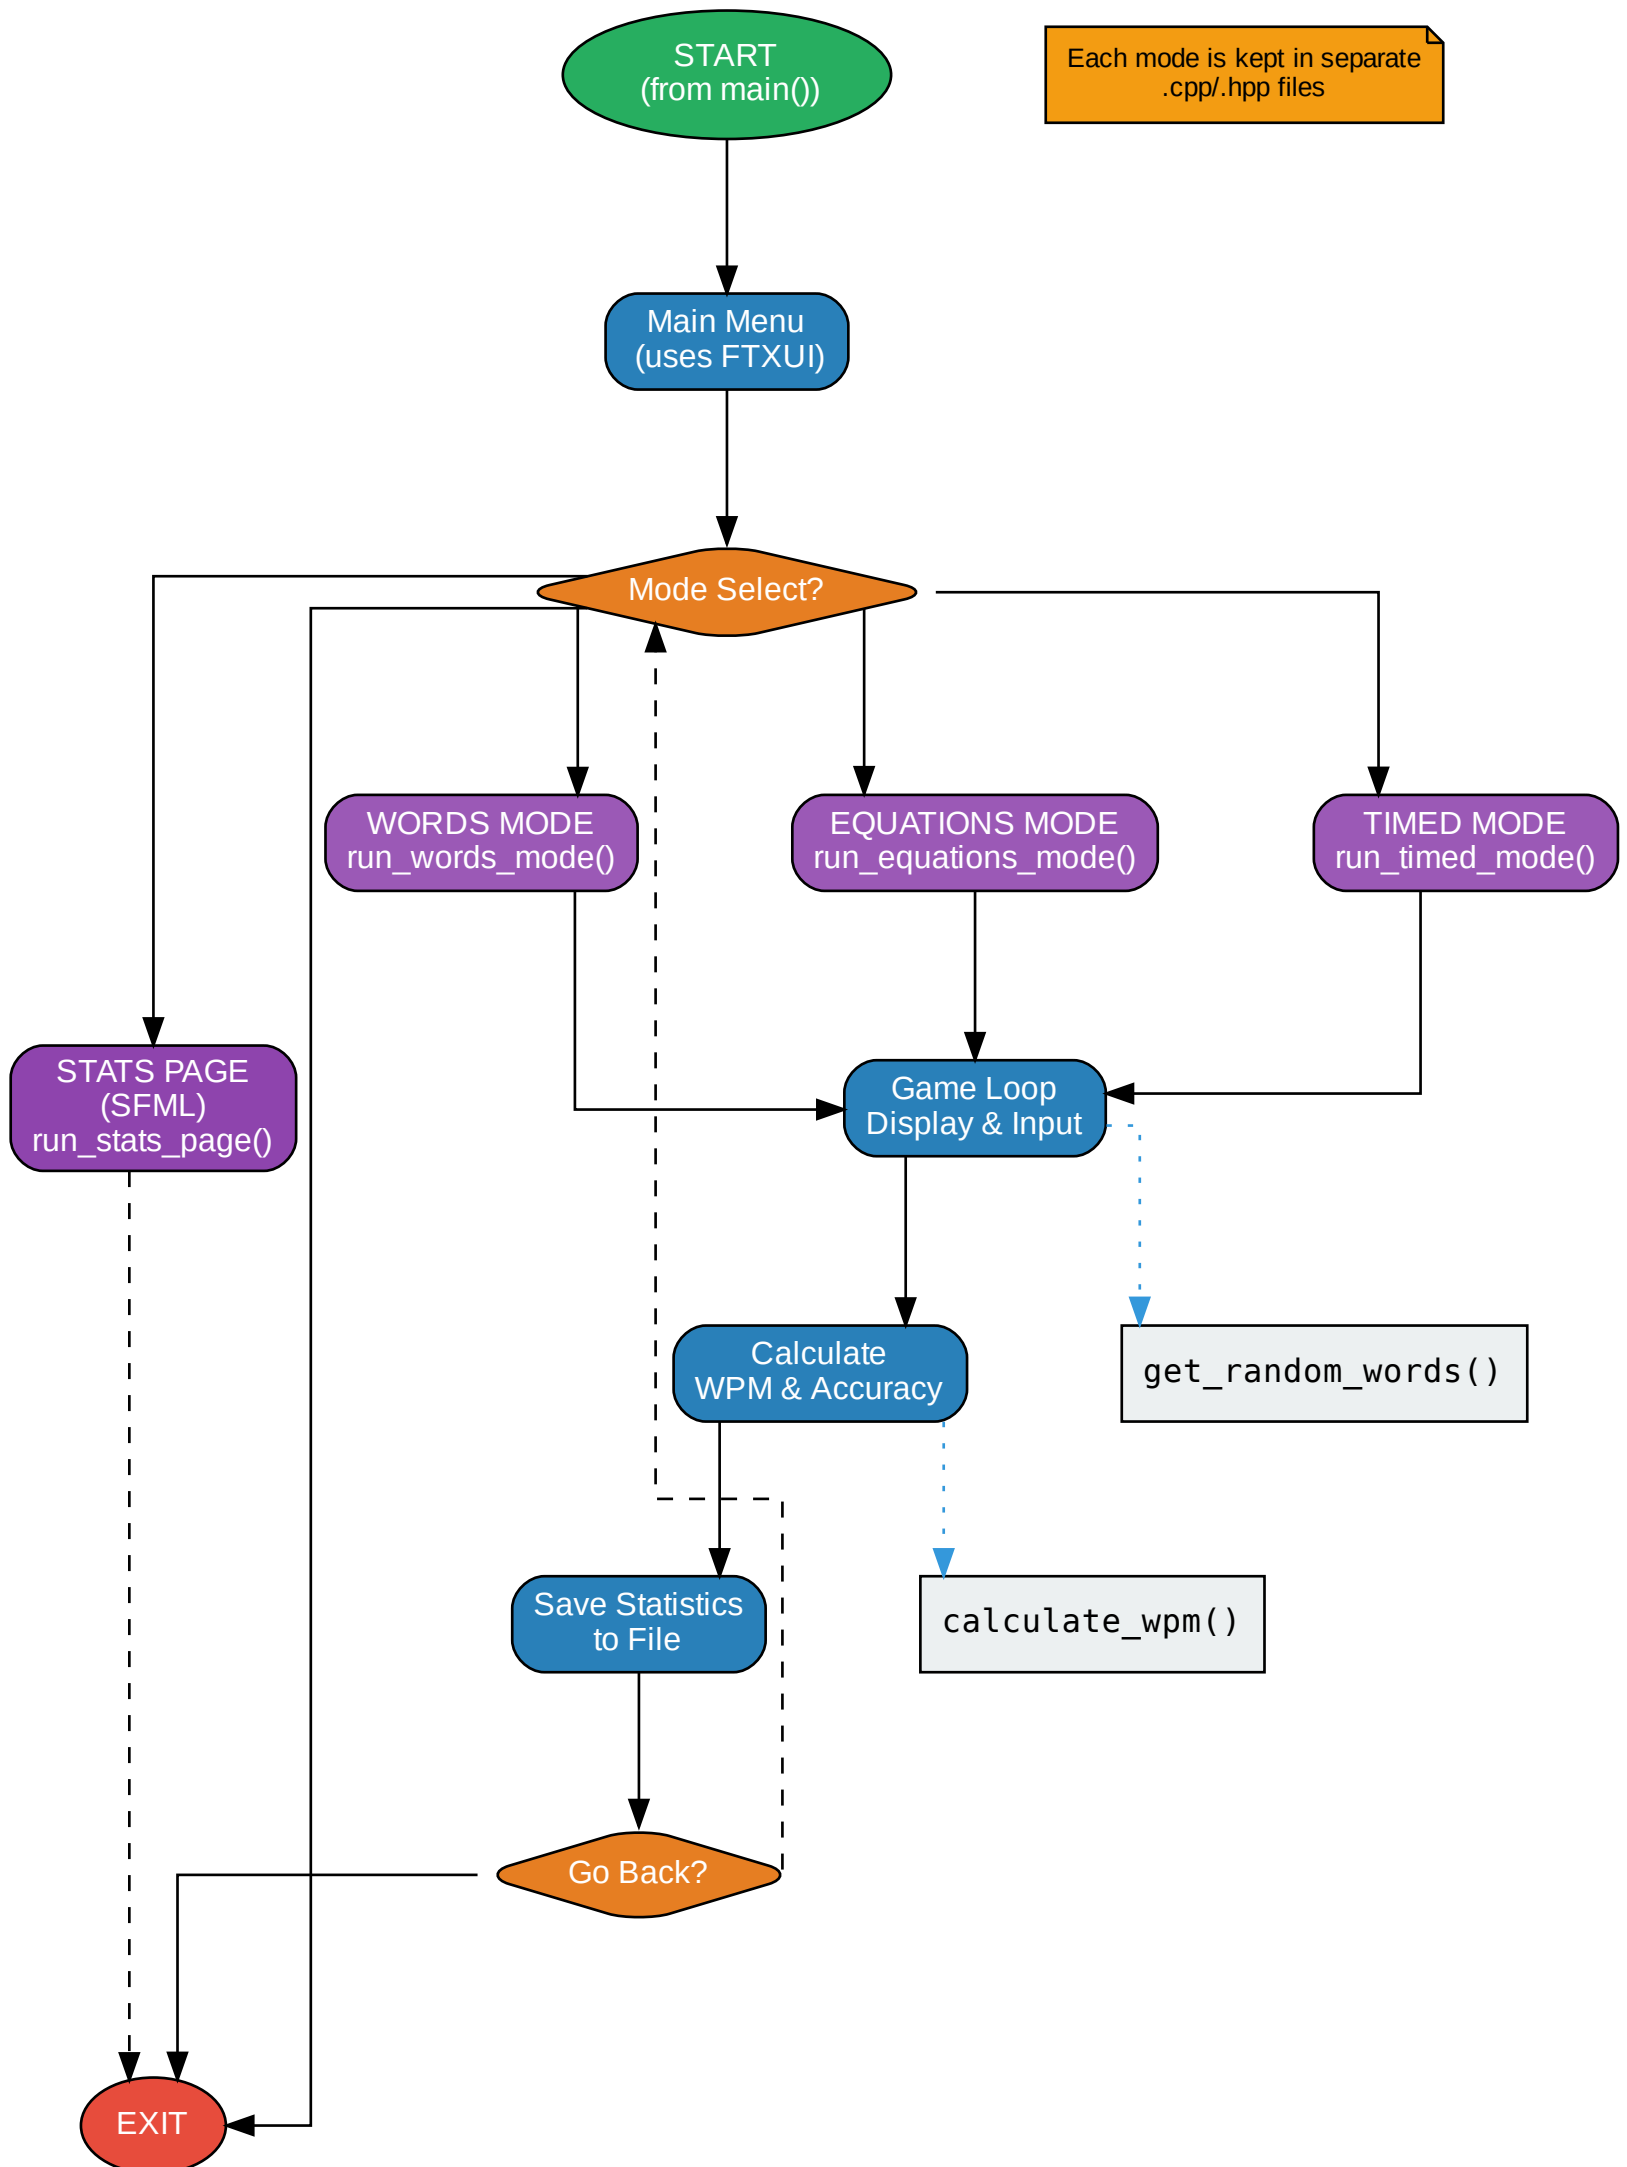 START
(from main())
Each mode is kept in separate
.cpp/.hpp files
Main Menu
(uses FTXUI)
Mode Select?
WORDS MODE
run_words_mode()
EQUATIONS MODE
run_equations_mode()
TIMED MODE
run_timed_mode()
STATS PAGE
(SFML)
run_stats_page()
Game Loop
Display & Input
Calculate
WPM & Accuracy
get_random_words()
Save Statistics
to File
calculate_wpm()
Go Back?
EXIT